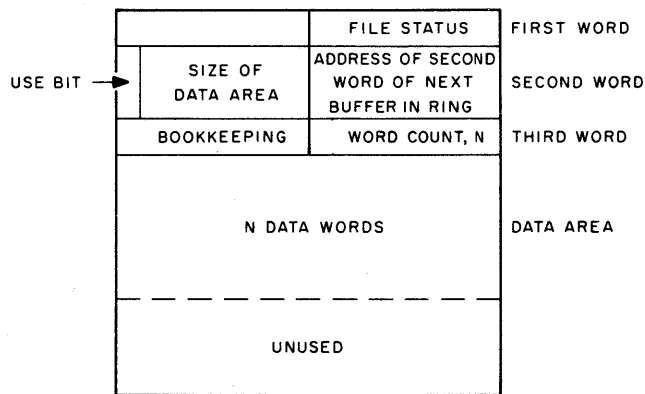 FILE STATUS
FIRST WORD
USE BIT
SIZE OF
DATA AREA
ADDRESS OF SECOND
WORD OF NEXT
BUFFER IN RING
SECOND WORD
BOOKKEEPING
WORD COUNT, N
THIRD WORD
N DATA WORDS
DATA AREA
UNUSED